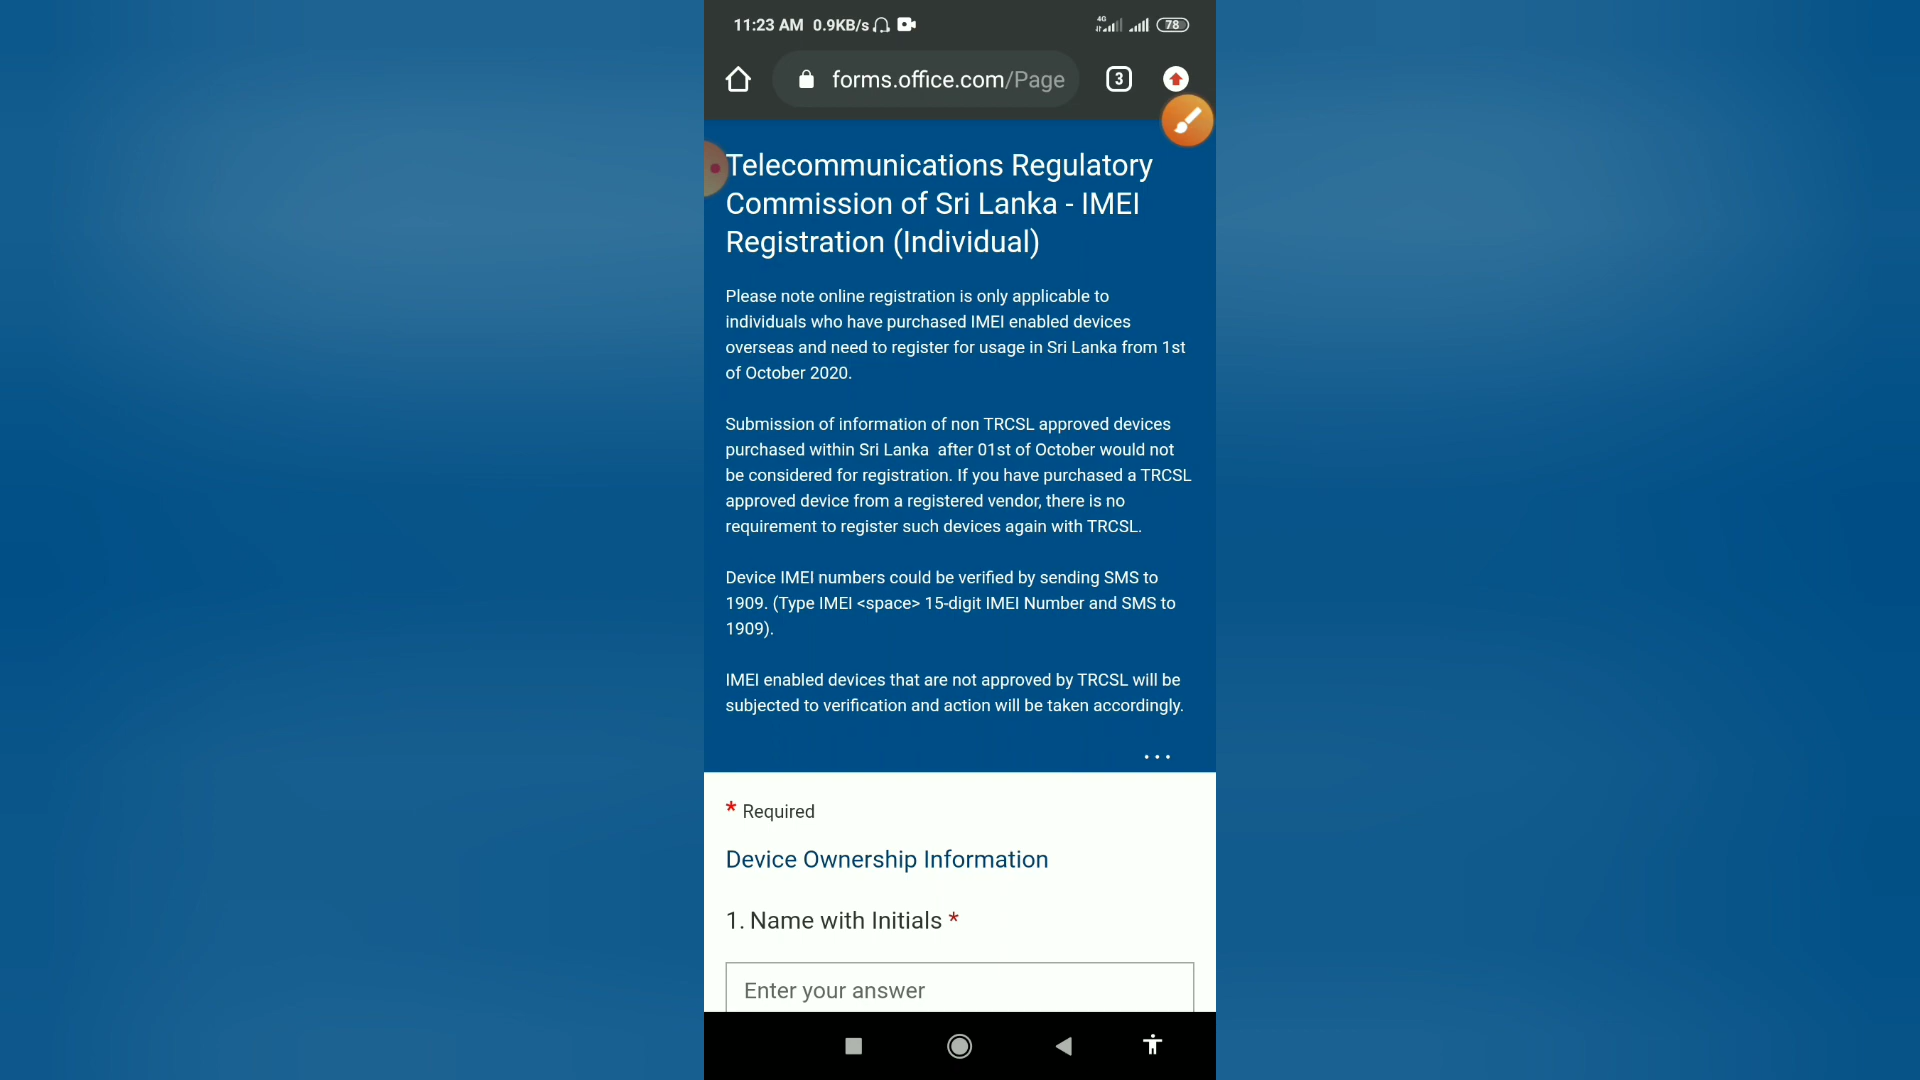 11:23 AM 0.9KB/s 4G 78
forms.office.com/Page 3
Telecommunications Regulatory
Commission of Sri Lanka - IMEI
Registration (Individual)
Please note online registration is only applicable to
individuals who have purchased IMEI enabled devices
overseas and need to register for usage in Sri Lanka from 1st
of October 2020.
Submission of information of non TRCSL approved devices
purchased within Sri Lanka  after 01st of October would not
be considered for registration. If you have purchased a TRCSL
approved device from a registered vendor, there is no
requirement to register such devices again with TRCSL.
Device IMEI numbers could be verified by sending SMS to
1909. (Type IMEI <space> 15-digit IMEI Number and SMS to
1909).
IMEI enabled devices that are not approved by TRCSL will be
subjected to verification and action will be taken accordingly.
...
* Required
Device Ownership Information
1. Name with Initials *
Enter your answer